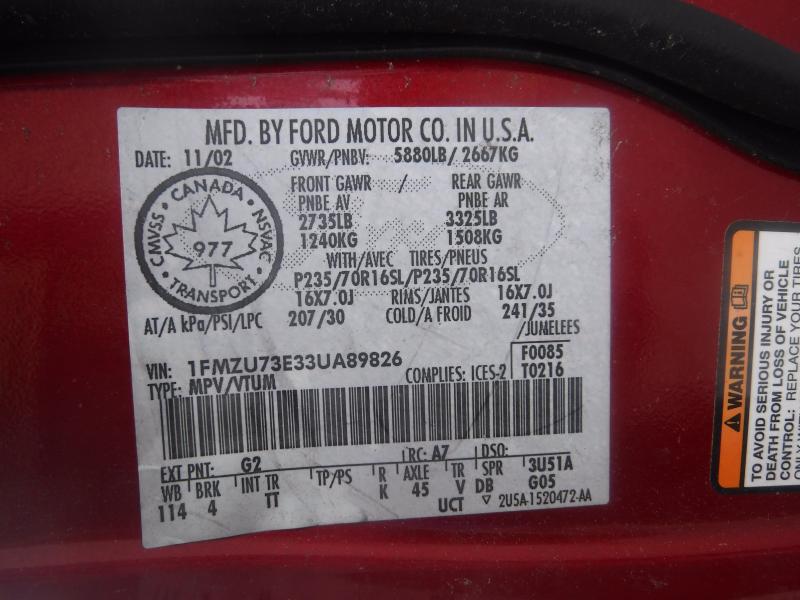 MFD. BY FORD MOTOR CO. IN U.S.A.
DATE: 11/02 GVWR/PNBV: 5880LB/ 2667KG
CANADA
CMVSS NSVAC
977
TRANSPORT
FRONT GAWR / REAR GAWR
PNBE AV PNBE AR
2735LB 3325LB
1240KG 1508KG
WITH/AVEC TIRES/PNEUS
P235/70R16SL/P235/70R16SL
16X7.0J RIMS/JANTES 16X7.0J
AT/A kPa/PSI/LPC 207/30 COLD/A FROID 241/35
/JUMELEES
VIN: 1FMZU73E33UA89826 F0085
TYPE: MPV/VTUM COMPLIES: ICES-2 T0216
EXT PNT: G2 RC: A7 DSO:
WB BRK INT TR TP/PS R AXLE TR SPR 3U51A
114 4 TT K 45 V DB G05
UCT ▽ 2U5A-1520472-AA
WARNING
TO AVOID SERIOUS INJURY OR
DEATH FROM LOSS OF VEHICLE
CONTROL: REPLACE YOUR TIRES